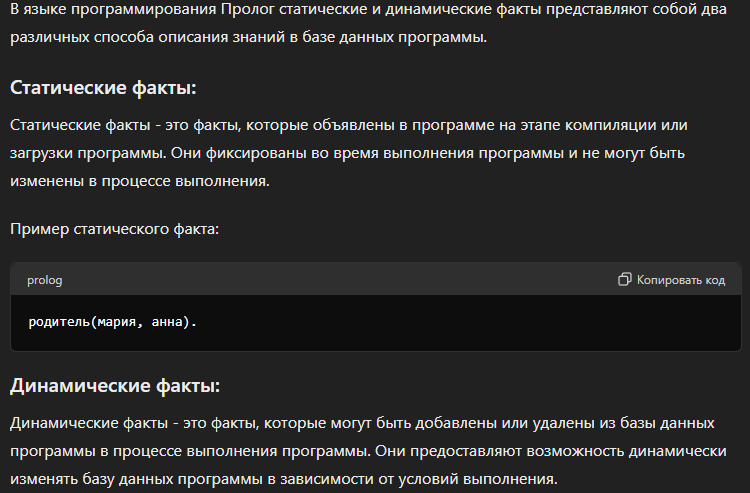 В языке программирования Пролог статические и динамические факты представляют собой два
различных способа описания знаний в базе данных программы.
Статические факты:
Статические факты - это факты, которые объявлены в программе на этапе компиляции или
загрузки программы. Они фиксированы во время выполнения программы и не могут быть
изменены в процессе выполнения.
Пример статического факта:
prolog Копировать код
родитель(мария, анна).
Динамические факты:
Динамические факты - это факты, которые могут быть добавлены или удалены из базы данных
программы в процессе выполнения программы. Они предоставляют возможность динамически
изменять базу данных программы в зависимости от условий выполнения.